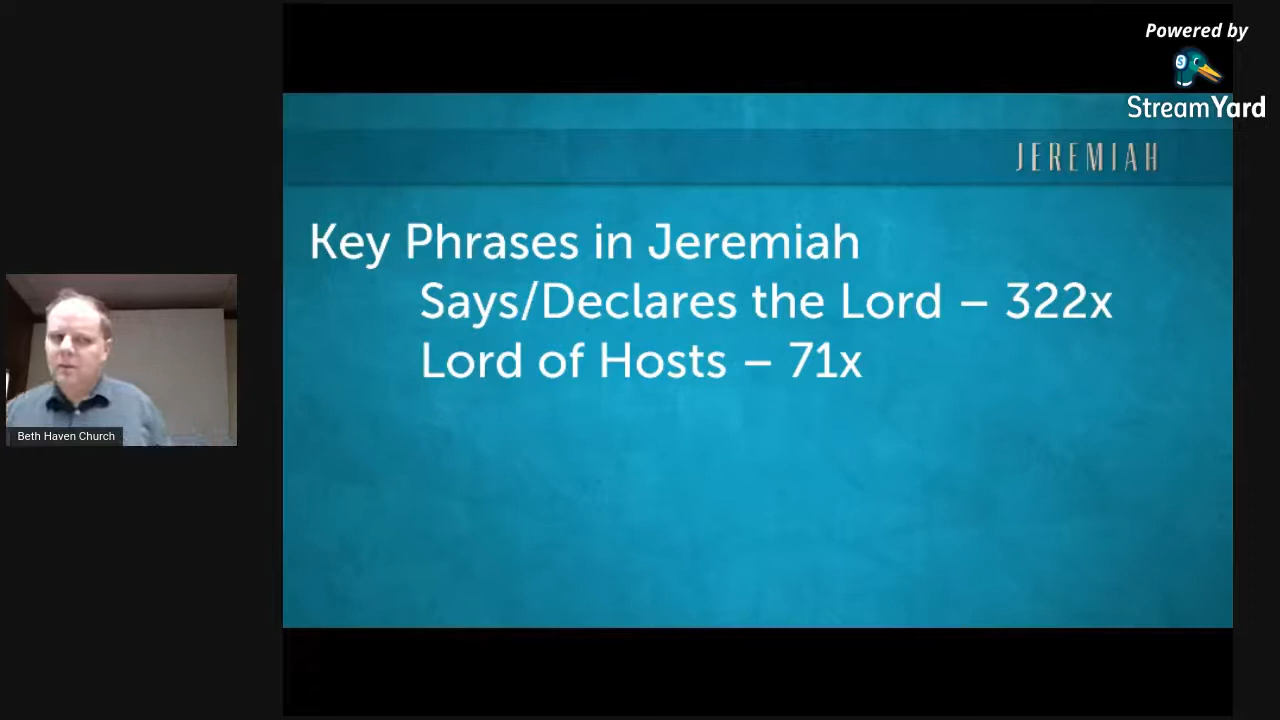 Powered by
StreamYard
JEREMIAH
Key Phrases in Jeremiah
Says/Declares the Lord – 322x
Lord of Hosts – 71x
Beth Haven Church